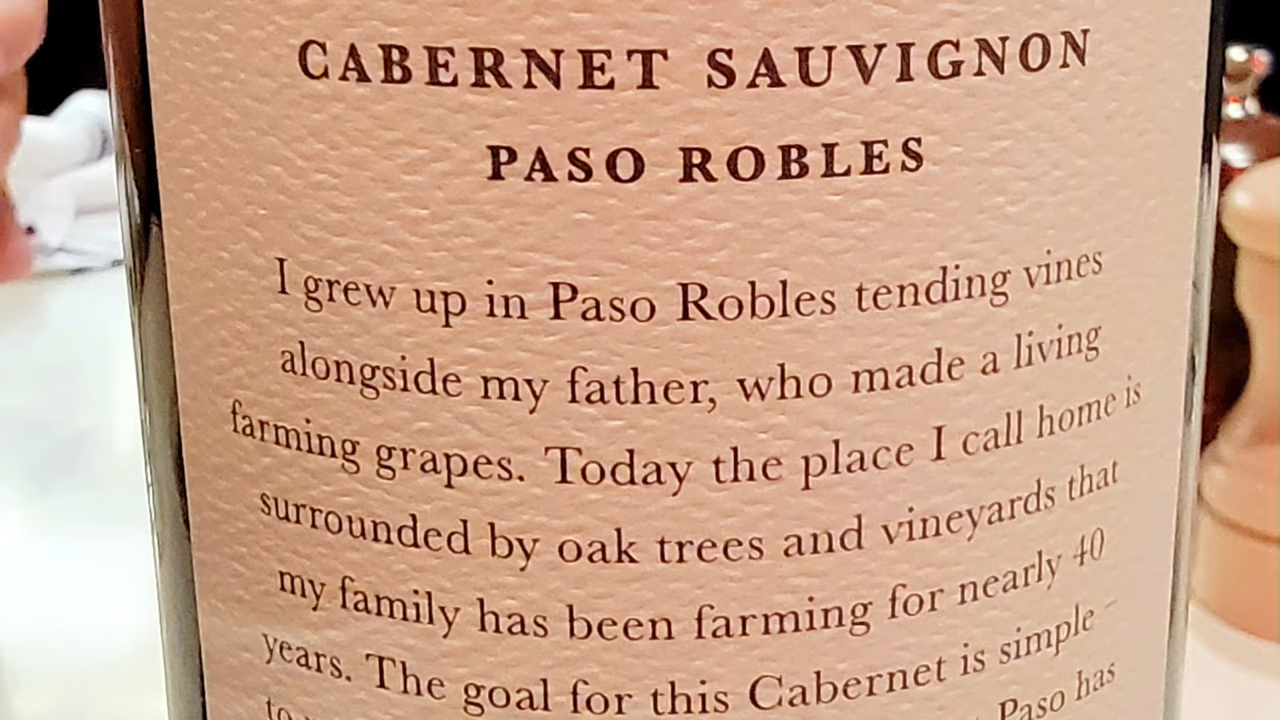 CABERNET SAUVIGNON
PASO ROBLES
I grew up in Paso Robles tending vines
alongside my father, who made a living
farming grapes. Today the place I call home is
surrounded by oak trees and vineyards that
my family has been farming for nearly 40
years. The goal for this Cabernet is simple –
to Paso has